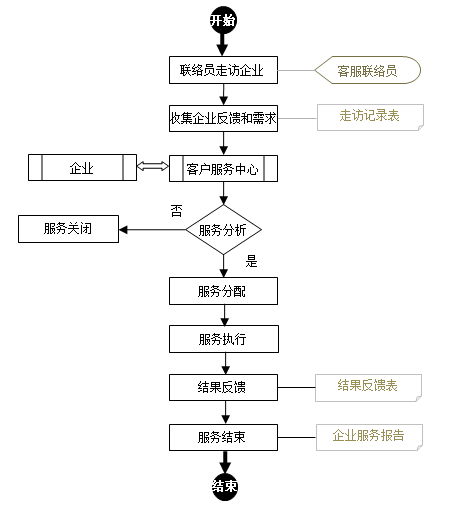 开始
联络员走访企业
客服联络员
收集企业反馈和需求
走访记录表
企业
客户服务中心
否
服务关闭
服务分析
是
服务分配
服务执行
结果反馈
结果反馈表
服务结束
企业服务报告
结束